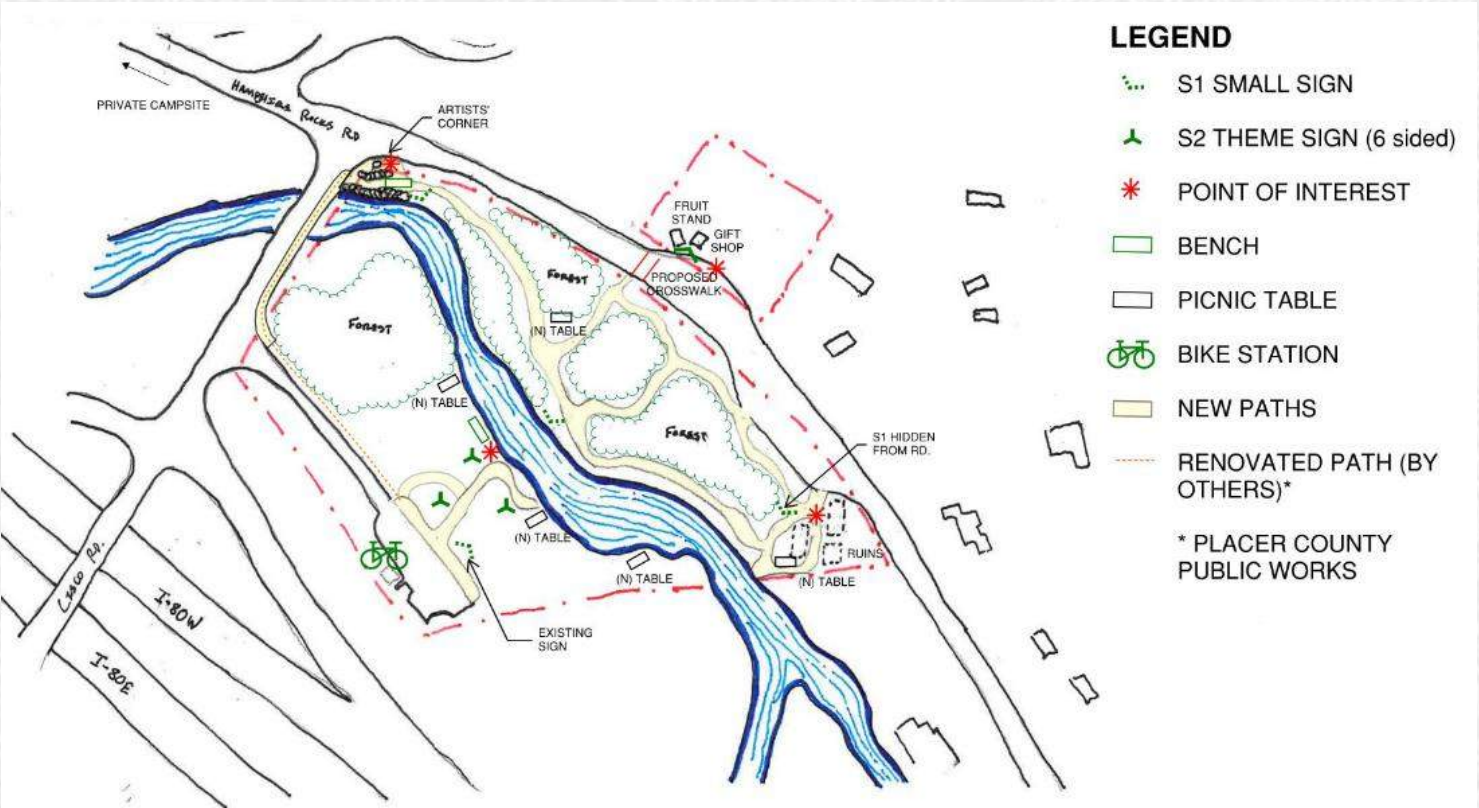 LEGEND
S1 SMALL SIGN
S2 THEME SIGN (6 sided)
POINT OF INTEREST
BENCH
PICNIC TABLE
BIKE STATION
NEW PATHS
RENOVATED PATH (BY
OTHERS)*
* PLACER COUNTY
PUBLIC WORKS
PRIVATE CAMPSITE
HAMPSHIRE ROCKS RD
ARTISTS'
CORNER
FRUIT
STAND
GIFT
SHOP
PROPOSED
CROSSWALK
FOREST
(N) TABLE
FOREST
(N) TABLE
FOREST
S1 HIDDEN
FROM RD.
(N) TABLE
RUINS
(N) TABLE
(N) TABLE
EXISTING
SIGN
CISCO RD.
I-80W
I-80E